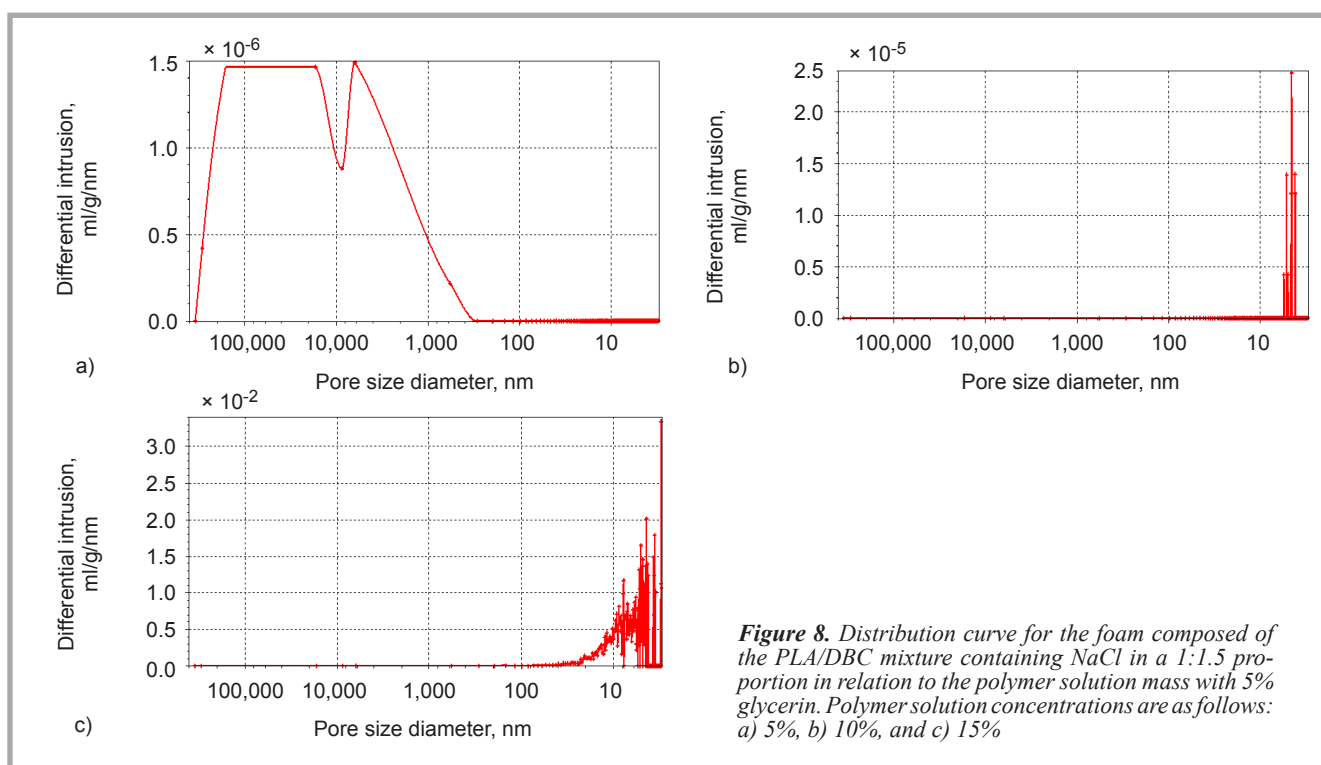 × 10⁻⁶
1.5
1.0
0.5
0.0
Differential intrusion,
ml/g/nm
100,000 10,000 1,000 100 10
Pore size diameter, nm
a)
× 10⁻⁵
2.5
2.0
1.5
1.0
0.5
0
Differential intrusion,
ml/g/nm
100,000 10,000 1,000 100 10
Pore size diameter, nm
b)
× 10⁻²
3.0
2.5
2.0
1.5
1.0
0.5
0.0
Differential intrusion,
ml/g/nm
100,000 10,000 1,000 100 10
Pore size diameter, nm
c)
Figure 8. Distribution curve for the foam composed of
the PLA/DBC mixture containing NaCl in a 1:1.5 pro-
portion in relation to the polymer solution mass with 5%
glycerin. Polymer solution concentrations are as follows:
a) 5%, b) 10%, and c) 15%